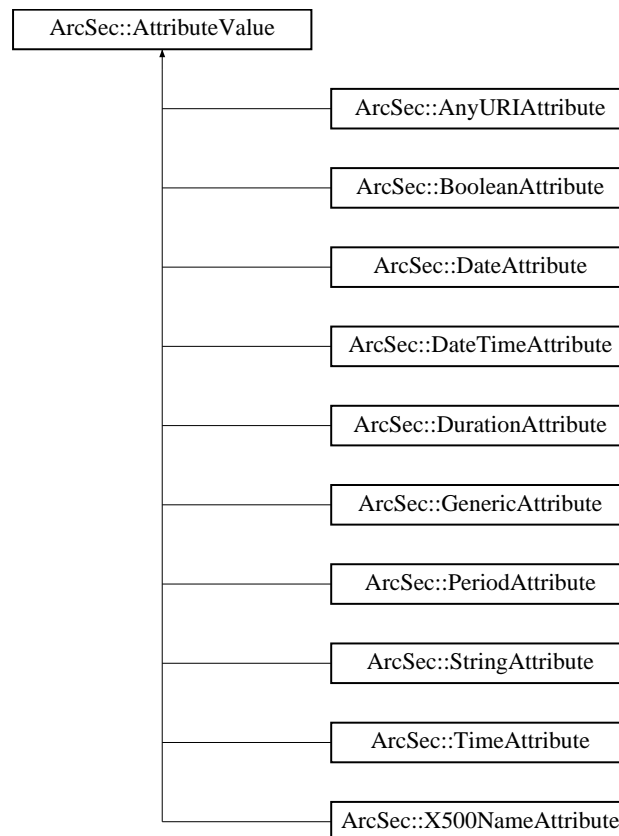 ArcSec::AttributeValue
ArcSec::AnyURIAttribute
ArcSec::BooleanAttribute
ArcSec::DateAttribute
ArcSec::DateTimeAttribute
ArcSec::DurationAttribute
ArcSec::GenericAttribute
ArcSec::PeriodAttribute
ArcSec::StringAttribute
ArcSec::TimeAttribute
ArcSec::X500NameAttribute